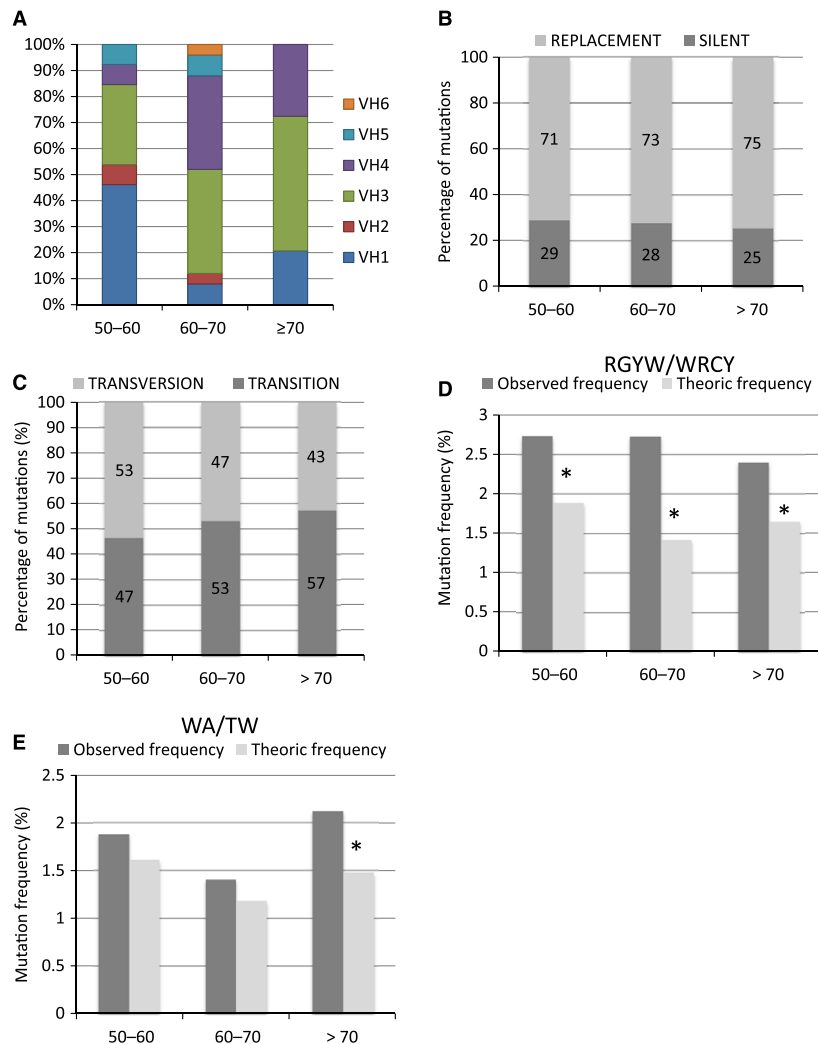 A
100%
90%
80%
70%
60%
50%
40%
30%
20%
10%
0%
50–60 60–70 ≥70
VH6
VH5
VH4
VH3
VH2
VH1
B
REPLACEMENT SILENT
Percentage of mutations
100
80
60
40
20
0
71 73 75
29 28 25
50–60 60–70 > 70
C
TRANSVERSION TRANSITION
Percentage of mutations (%)
100
90
80
70
60
50
40
30
20
10
0
53 47 43
47 53 57
50–60 60–70 > 70
D
RGYW/WRCY
Observed frequency Theoric frequency
Mutation frequency (%)
3
2.5
2
1.5
1
0.5
0
* * *
50–60 60–70 > 70
E
WA/TW
Observed frequency Theoric frequency
Mutation frequency (%)
2.5
2
1.5
1
0.5
0
*
50–60 60–70 > 70